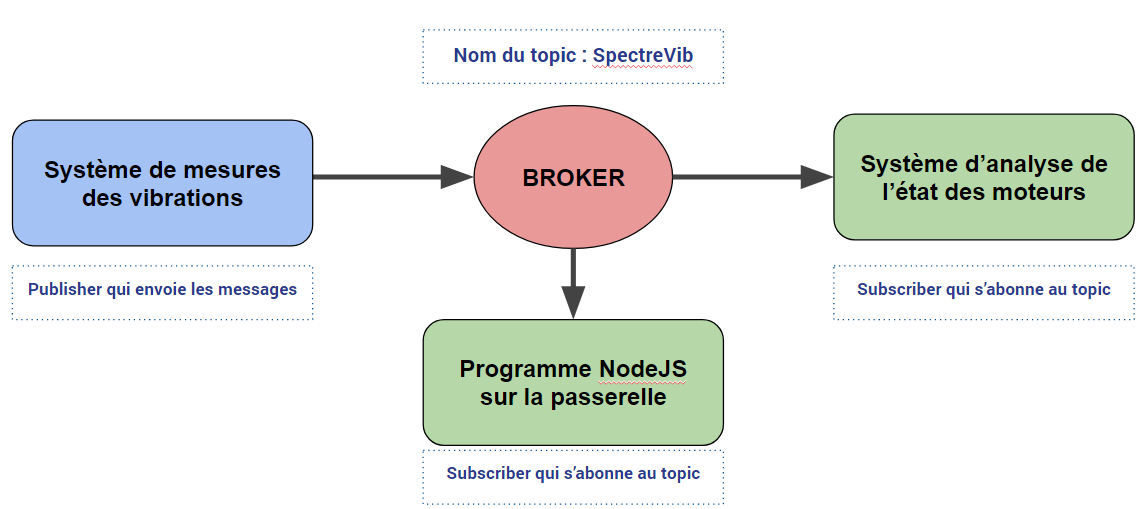 Nom du topic : SpectreVib
Système de mesures
des vibrations
BROKER
Système d’analyse de
l’état des moteurs
Publisher qui envoie les messages
Subscriber qui s’abonne au topic
Programme NodeJS
sur la passerelle
Subscriber qui s’abonne au topic